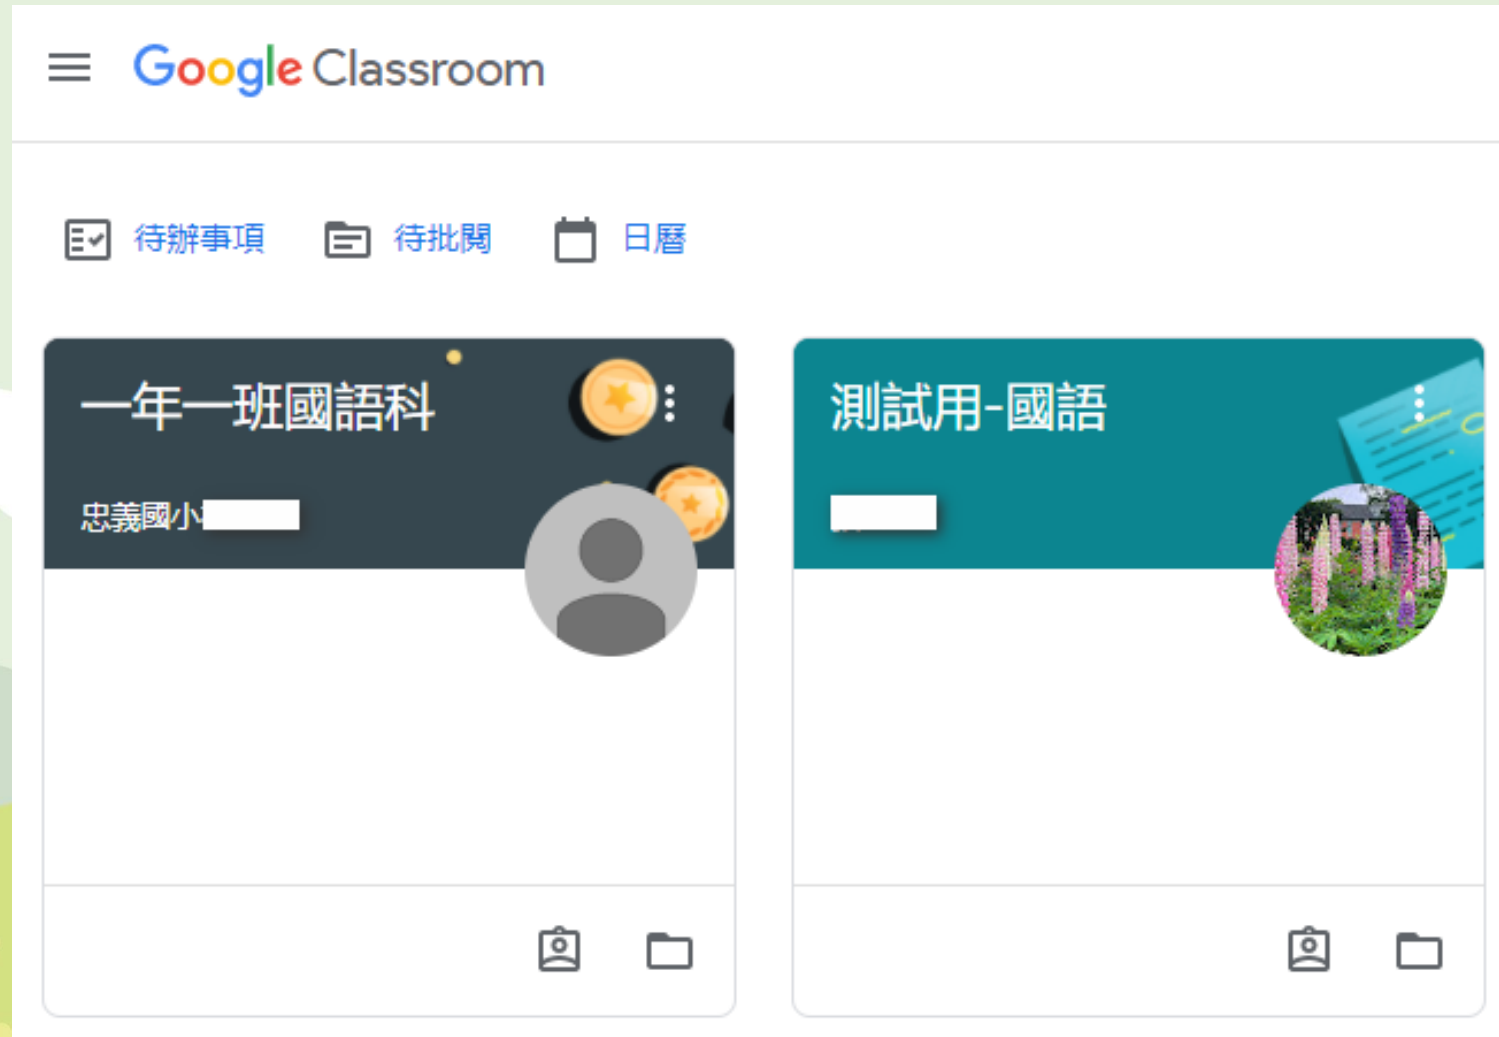 Google Classroom
待辦事項 待批閱 日曆
一年一班國語科
忠義國小
測試用-國語